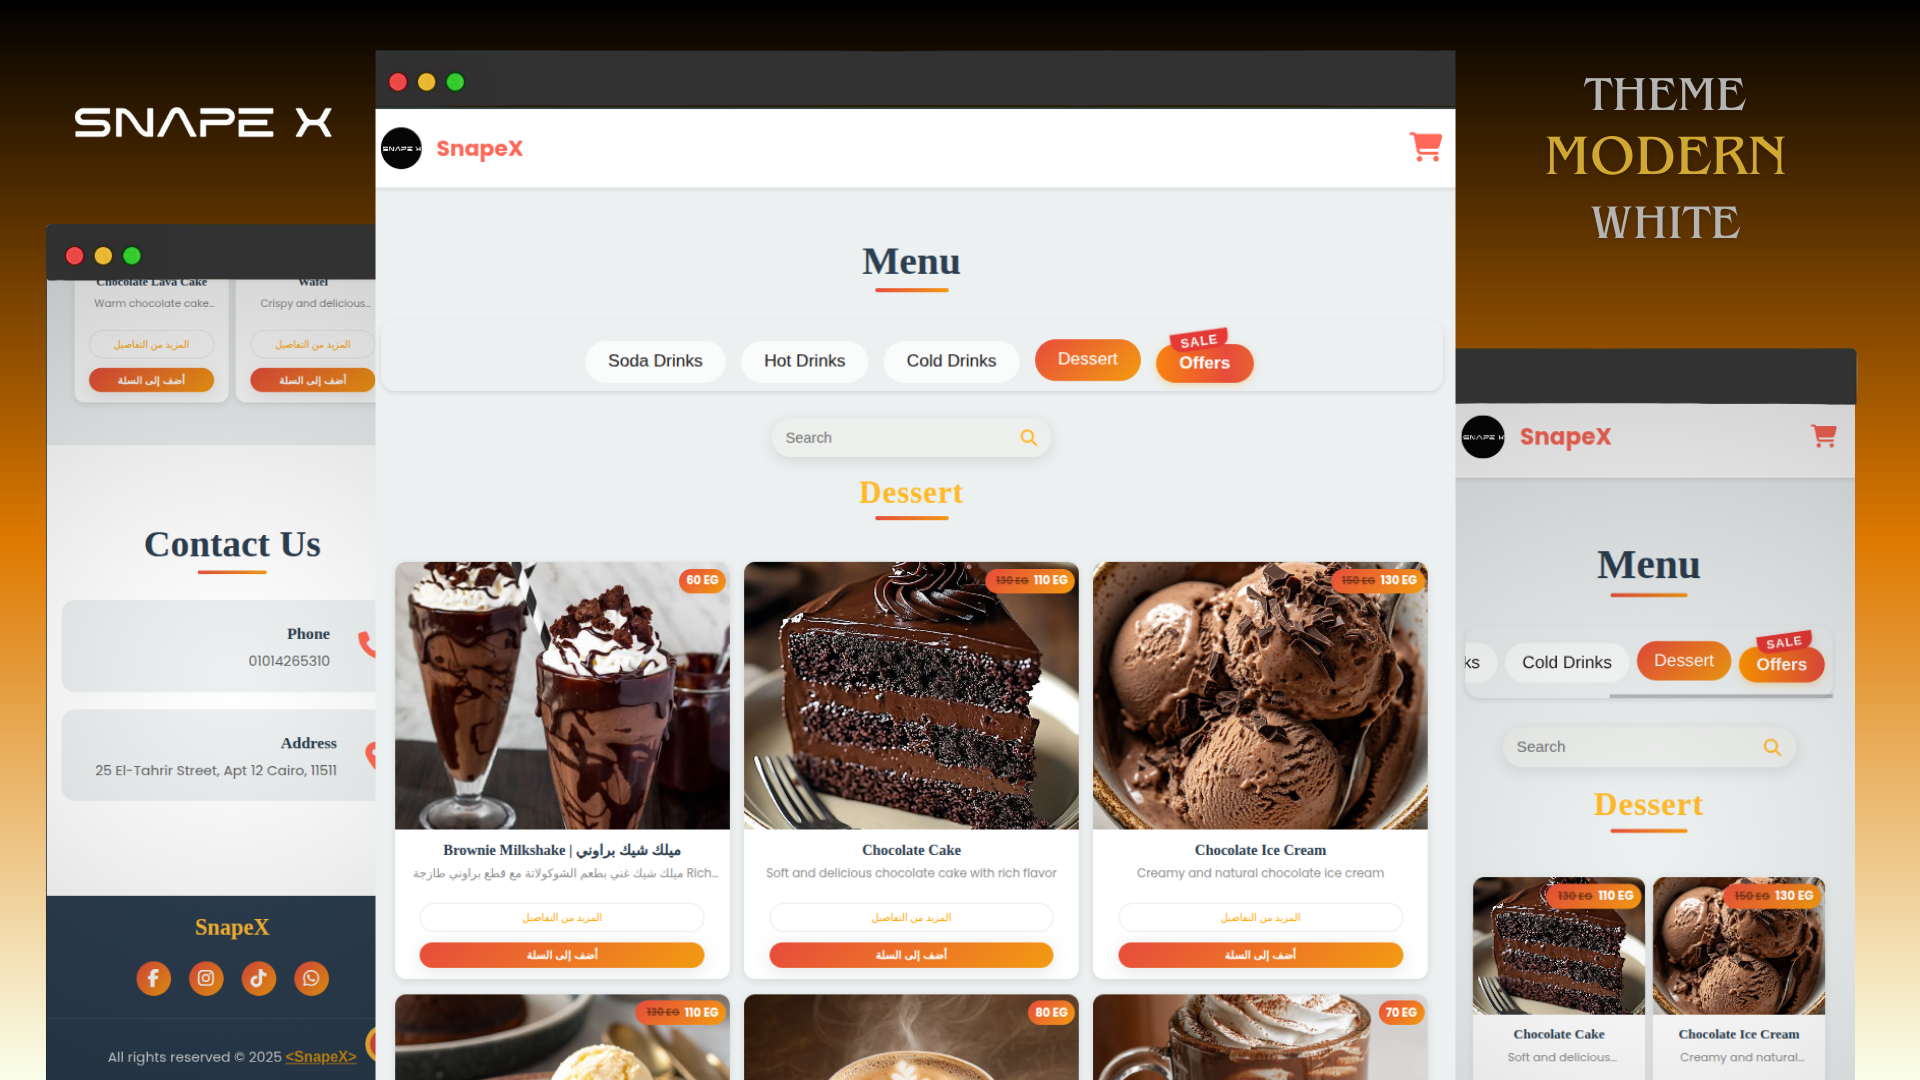 SNAPE X
THEME
MODERN
WHITE
SNAPE X
SnapeX
Menu
Soda Drinks
Hot Drinks
Cold Drinks
Dessert
SALE
Offers
Search
Dessert
60 EG
Brownie Milkshake | ميلك شيك براوني
ميلك شيك غني بطعم الشوكولاتة مع قطع براوني طازجة Rich...
المزيد من التفاصيل
أضف إلى السلة
130 EG 110 EG
Chocolate Cake
Soft and delicious chocolate cake with rich flavor
المزيد من التفاصيل
أضف إلى السلة
150 EG 130 EG
Chocolate Ice Cream
Creamy and natural chocolate ice cream
المزيد من التفاصيل
أضف إلى السلة
130 EG 110 EG
80 EG
70 EG
Chocolate Lava Cake
Warm chocolate cake...
المزيد من التفاصيل
أضف إلى السلة
Wafel
Crispy and delicious...
المزيد من التفاصيل
أضف إلى السلة
Contact Us
Phone
01014265310
Address
25 El-Tahrir Street, Apt 12 Cairo, 11511
SnapeX
All rights reserved © 2025 <SnapeX>
SNAPE X
SnapeX
Menu
ks
Cold Drinks
Dessert
SALE
Offers
Search
Dessert
130 EG 110 EG
Chocolate Cake
Soft and delicious...
150 EG 130 EG
Chocolate Ice Cream
Creamy and natural...